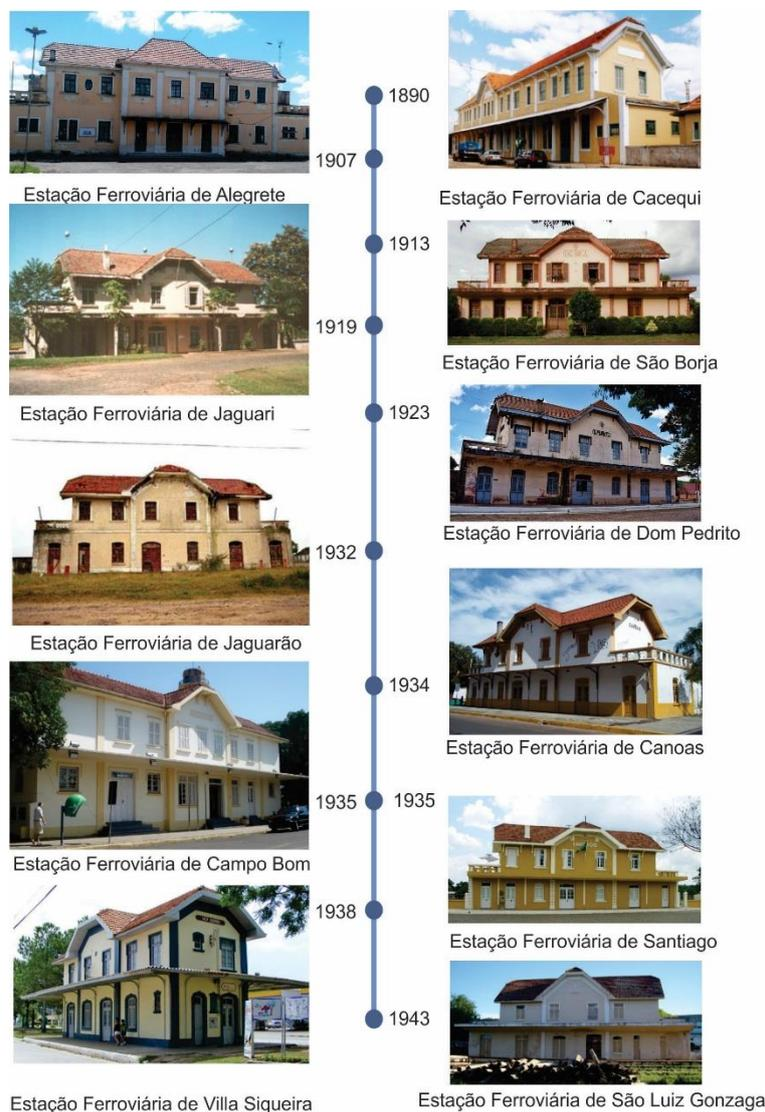 1890
1907
Estação Ferroviária de Alegrete
Estação Ferroviária de Cacequi
1913
1919
Estação Ferroviária de São Borja
Estação Ferroviária de Jaguari
1923
Estação Ferroviária de Dom Pedrito
1932
Estação Ferroviária de Jaguarão
1934
Estação Ferroviária de Canoas
1935
1935
Estação Ferroviária de Campo Bom
1938
Estação Ferroviária de Santiago
1943
Estação Ferroviária de Villa Siqueira
Estação Ferroviária de São Luiz Gonzaga